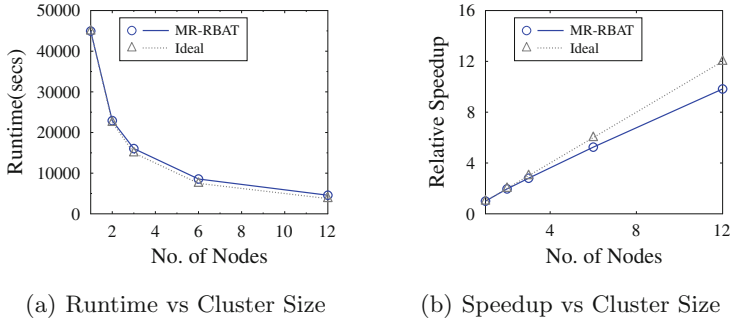 50000
40000
30000
20000
10000
0
Runtime(secs)
MR-RBAT
Ideal
2 4 6 8 10 12
No. of Nodes
(a) Runtime vs Cluster Size
16
12
8
4
0
Relative Speedup
MR-RBAT
Ideal
4 8 12
No. of Nodes
(b) Speedup vs Cluster Size